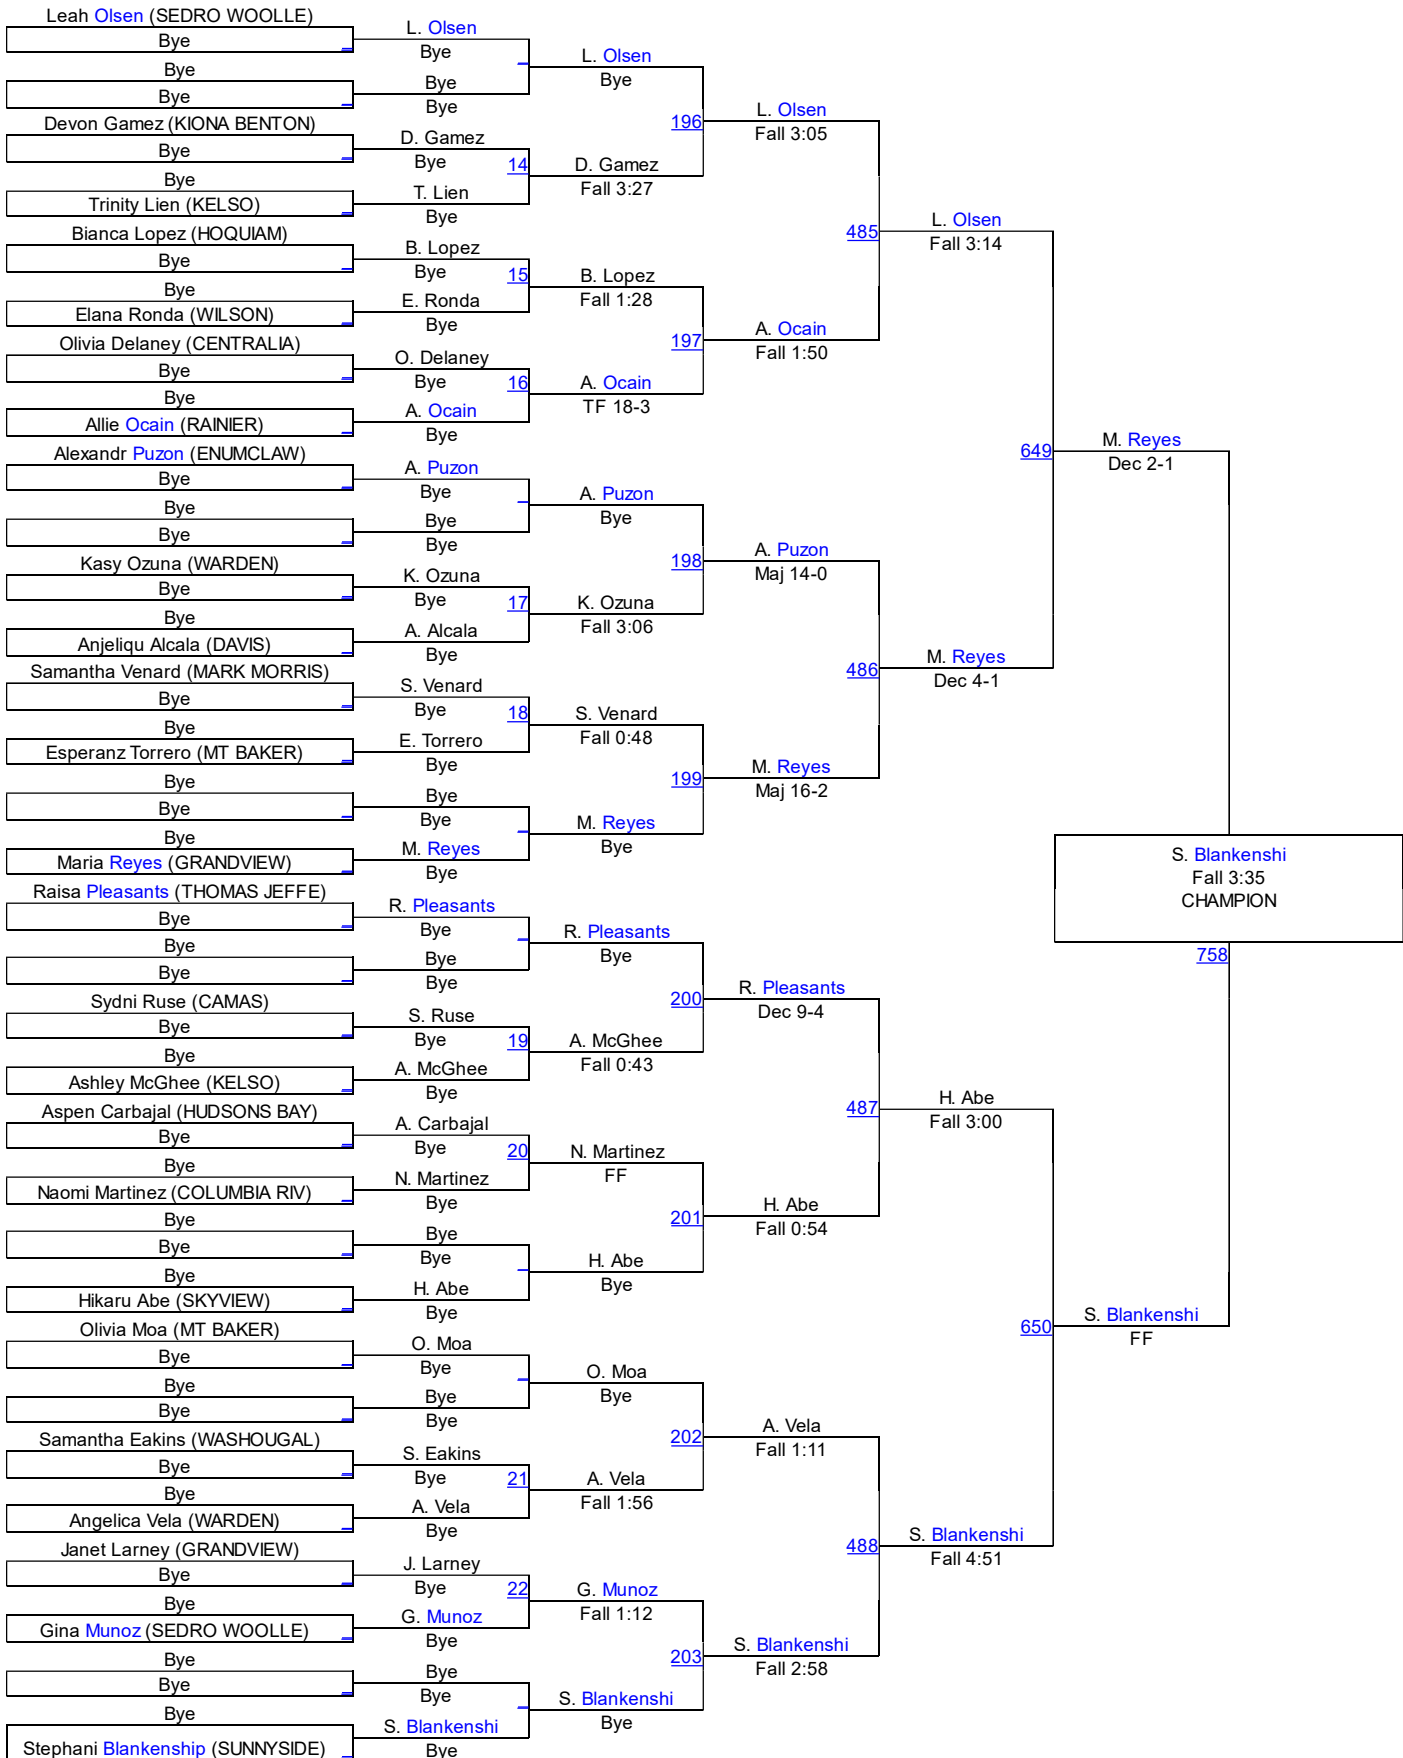 Leah Olsen (SEDRO WOOLLE)
L. Olsen
Bye
Bye
L. Olsen
Bye
Bye
Bye
Bye
Bye
L. Olsen
Devon Gamez (KIONA BENTON)
196
Fall 3:05
D. Gamez
Bye
Bye
14
D. Gamez
Bye
Fall 3:27
T. Lien
Trinity Lien (KELSO)
Bye
L. Olsen
Bianca Lopez (HOQUIAM)
485
Fall 3:14
B. Lopez
Bye
Bye
15
B. Lopez
Bye
Fall 1:28
E. Ronda
Elana Ronda (WILSON)
Bye
A. Ocain
Olivia Delaney (CENTRALIA)
197
Fall 1:50
O. Delaney
Bye
Bye
16
A. Ocain
Bye
TF 18-3
A. Ocain
Allie Ocain (RAINIER)
Bye
M. Reyes
Alexandr Puzon (ENUMCLAW)
649
Dec 2-1
A. Puzon
Bye
Bye
A. Puzon
Bye
Bye
Bye
Bye
Bye
A. Puzon
Kasy Ozuna (WARDEN)
198
Maj 14-0
K. Ozuna
Bye
Bye
17
K. Ozuna
Bye
Fall 3:06
A. Alcala
Anjeliqu Alcala (DAVIS)
Bye
M. Reyes
Samantha Venard (MARK MORRIS)
486
Dec 4-1
S. Venard
Bye
Bye
18
S. Venard
Bye
Fall 0:48
E. Torrero
Esperanz Torrero (MT BAKER)
Bye
M. Reyes
Bye
199
Maj 16-2
Bye
Bye
Bye
M. Reyes
Bye
Bye
M. Reyes
Maria Reyes (GRANDVIEW)
Bye
S. Blankenshi
Fall 3:35
CHAMPION
758
Raisa Pleasants (THOMAS JEFFE)
R. Pleasants
Bye
Bye
R. Pleasants
Bye
Bye
Bye
Bye
Bye
R. Pleasants
Sydni Ruse (CAMAS)
200
Dec 9-4
S. Ruse
Bye
Bye
19
A. McGhee
Bye
Fall 0:43
A. McGhee
Ashley McGhee (KELSO)
Bye
H. Abe
Aspen Carbajal (HUDSONS BAY)
487
Fall 3:00
A. Carbajal
Bye
Bye
20
N. Martinez
Bye
FF
N. Martinez
Naomi Martinez (COLUMBIA RIV)
Bye
H. Abe
Bye
201
Fall 0:54
Bye
Bye
Bye
H. Abe
Bye
Bye
H. Abe
Hikaru Abe (SKYVIEW)
Bye
S. Blankenshi
Olivia Moa (MT BAKER)
650
FF
O. Moa
Bye
Bye
O. Moa
Bye
Bye
Bye
Bye
Bye
A. Vela
Samantha Eakins (WASHOUGAL)
202
Fall 1:11
S. Eakins
Bye
Bye
21
A. Vela
Bye
Fall 1:56
A. Vela
Angelica Vela (WARDEN)
Bye
S. Blankenshi
Janet Larney (GRANDVIEW)
488
Fall 4:51
J. Larney
Bye
Bye
22
G. Munoz
Bye
Fall 1:12
G. Munoz
Gina Munoz (SEDRO WOOLLE)
Bye
S. Blankenshi
Bye
203
Fall 2:58
Bye
Bye
Bye
S. Blankenshi
Bye
Bye
S. Blankenshi
Stephani Blankenship (SUNNYSIDE)
Bye